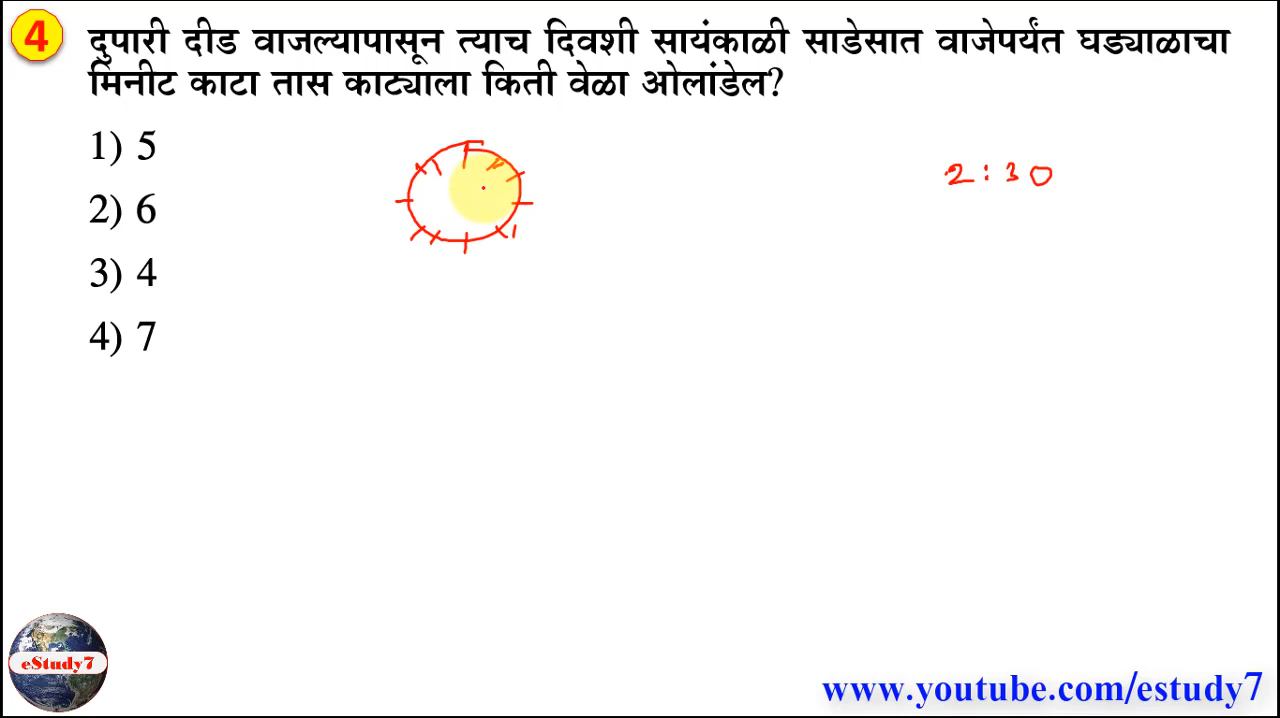 4
दुपारी दीड वाजल्यापासून त्याच दिवशी सायंकाळी साडेसात वाजेपर्यंत घड्याळाचा
मिनीट काटा तास काट्याला किती वेळा ओलांडेल?
1) 5
2) 6
3) 4
4) 7
2:30
eStudy7
www.youtube.com/estudy7